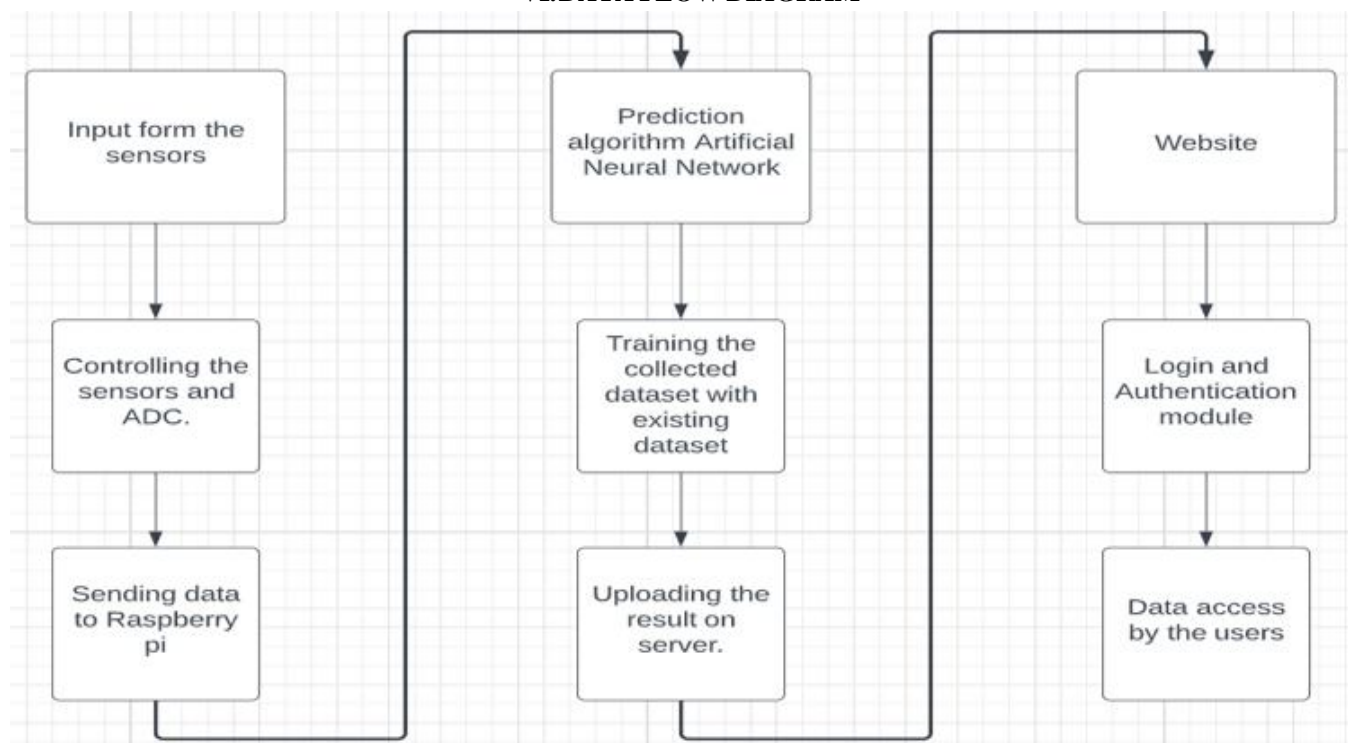 Input form the
sensors
Controlling the
sensors and
ADC.
Sending data
to Raspberry
pi
Prediction
algorithm Artificial
Neural Network
Training the
collected
dataset with
existing
dataset
Uploading the
result on
server.
Website
Login and
Authentication
module
Data access
by the users